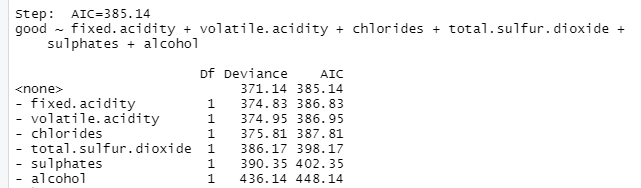 Step:  AIC=385.14
good ~ fixed.acidity + volatile.acidity + chlorides + total.sulfur.dioxide +
    sulphates + alcohol
                       Df Deviance    AIC
<none>                      371.14 385.14
- fixed.acidity         1   374.83 386.83
- volatile.acidity      1   374.95 386.95
- chlorides             1   375.81 387.81
- total.sulfur.dioxide  1   386.17 398.17
- sulphates             1   390.35 402.35
- alcohol               1   436.14 448.14